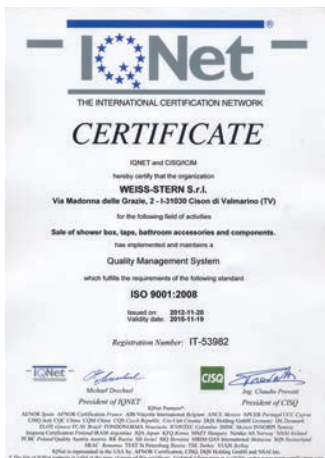 IQNet
THE INTERNATIONAL CERTIFICATION NETWORK
CERTIFICATE
IQNET and CISQ/ICIM
hereby certify that the organization
WEISS-STERN S.r.l.
Via Madonna delle Grazie, 2 - I-31030 Cison di Valmarino (TV)
for the following field of activities
Sale of shower box, taps, bathroom accessories and components.
has implemented and maintains a
Quality Management System
which fulfills the requirements of the following standard
ISO 9001:2008
Issued on: 2012-11-20
Validity date: 2015-11-19
Registration Number: IT-53982
IQNet
CISQ
Michael Drechsel
President of IQNET
Ing. Claudio Provetti
President of CISQ
IQNet Partners*: